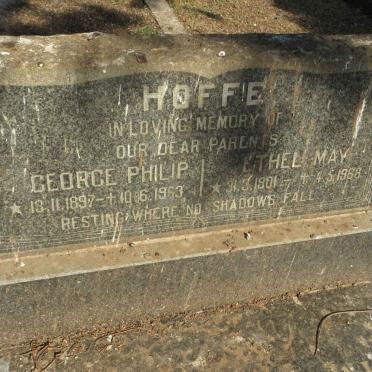 HOFFE
IN LOVING MEMORY OF
OUR DEAR PARENTS
GEORGE PHILIP
★ 13.11.1897 - † 10.6.1963
ETHEL MAY
★ 31.3.1901 - † 4.5.1968
RESTING WHERE NO SHADOWS FALL